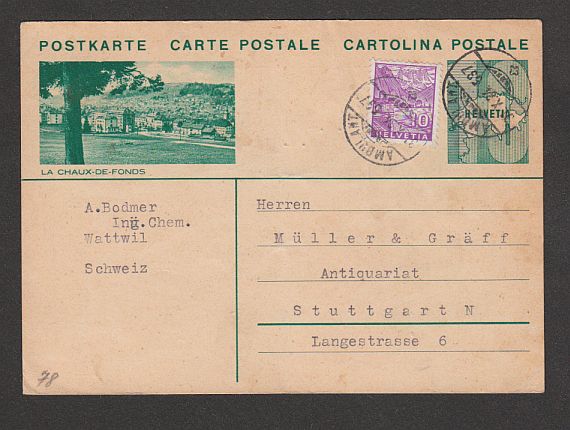 POSTKARTE CARTE POSTALE CARTOLINA POSTALE
LA CHAUX-DE-FONDS
10
HELVETIA
HELVETIA
A.Bodmer
Ing.Chem.
Wattwil
Schweiz
Herren
Müller & Gräff
Antiquariat
Stuttgart N
Langestrasse 6
78